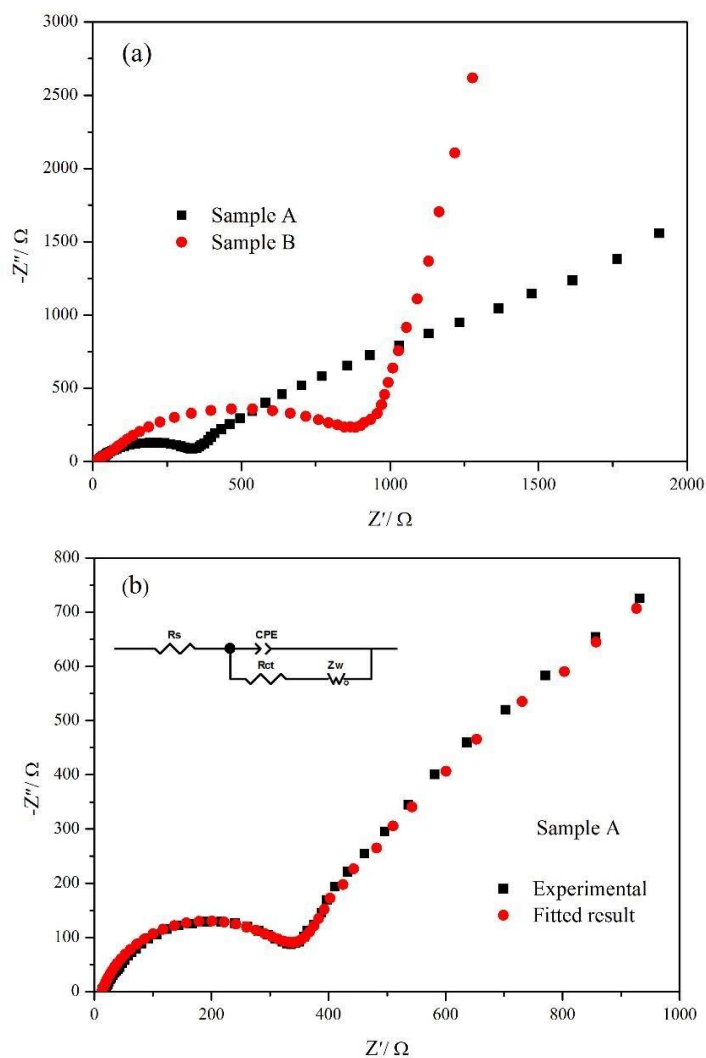 3000
(a)
2500
2000
-Z″/ Ω
Sample A
1500
Sample B
1000
500
0
0 500 1000 1500 2000
Z′/ Ω
800
(b)
700
Rs CPE
600
Rct Zw
500
-Z″/ Ω
400
300
Sample A
200
Experimental
100
Fitted result
0
0 200 400 600 800 1000
Z′/ Ω